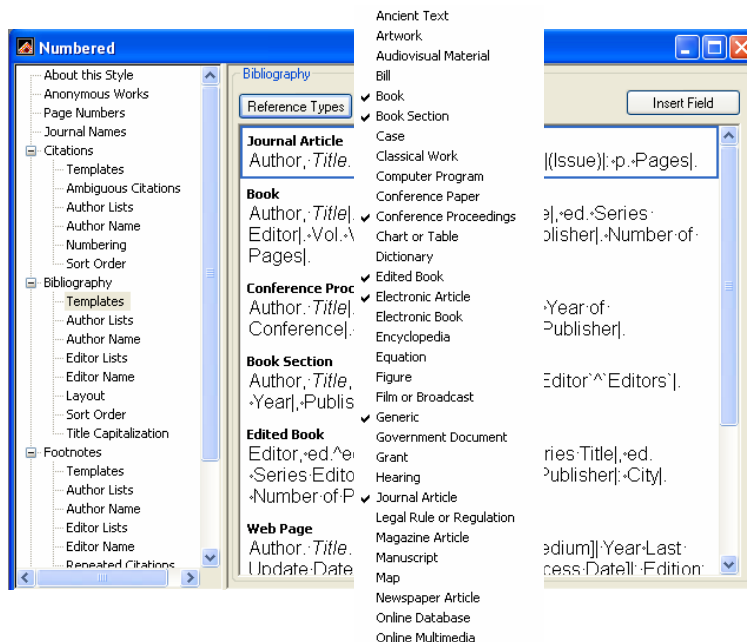 Numbered
About this Style
Anonymous Works
Page Numbers
Journal Names
Citations
Templates
Ambiguous Citations
Author Lists
Author Name
Numbering
Sort Order
Bibliography
Templates
Author Lists
Author Name
Editor Lists
Editor Name
Layout
Sort Order
Title Capitalization
Footnotes
Templates
Author Lists
Author Name
Editor Lists
Editor Name
Repeated Citations
Bibliography
Reference Types
Insert Field
Journal Article
Author,·Title. |(Issue)|:◦p.◦Pages|.
Book
Author,·Title|. |,◦ed.◦Series·
Editor|.◦Vol.◦ Publisher|.◦Number◦of·
Pages|.
Conference Proc
Author.·Title ◦Year◦of·
Conference|. Publisher|.
Book Section
Author,·Title, Editor`^`Editors`|.
◦Year|,◦Publis
Edited Book
Editor,◦ed.^ Title|,◦ed.
◦Series·Edito Publisher|:◦City|.
◦Number◦of·P
Web Page
Author.·Title. Year◦Last·
Update◦Date Date]|:·Edition:
Ancient Text
Artwork
Audiovisual Material
Bill
Book
Book Section
Case
Classical Work
Computer Program
Conference Paper
Conference Proceedings
Chart or Table
Dictionary
Edited Book
Electronic Article
Electronic Book
Encyclopedia
Equation
Figure
Film or Broadcast
Generic
Government Document
Grant
Hearing
Journal Article
Legal Rule or Regulation
Magazine Article
Manuscript
Map
Newspaper Article
Online Database
Online Multimedia